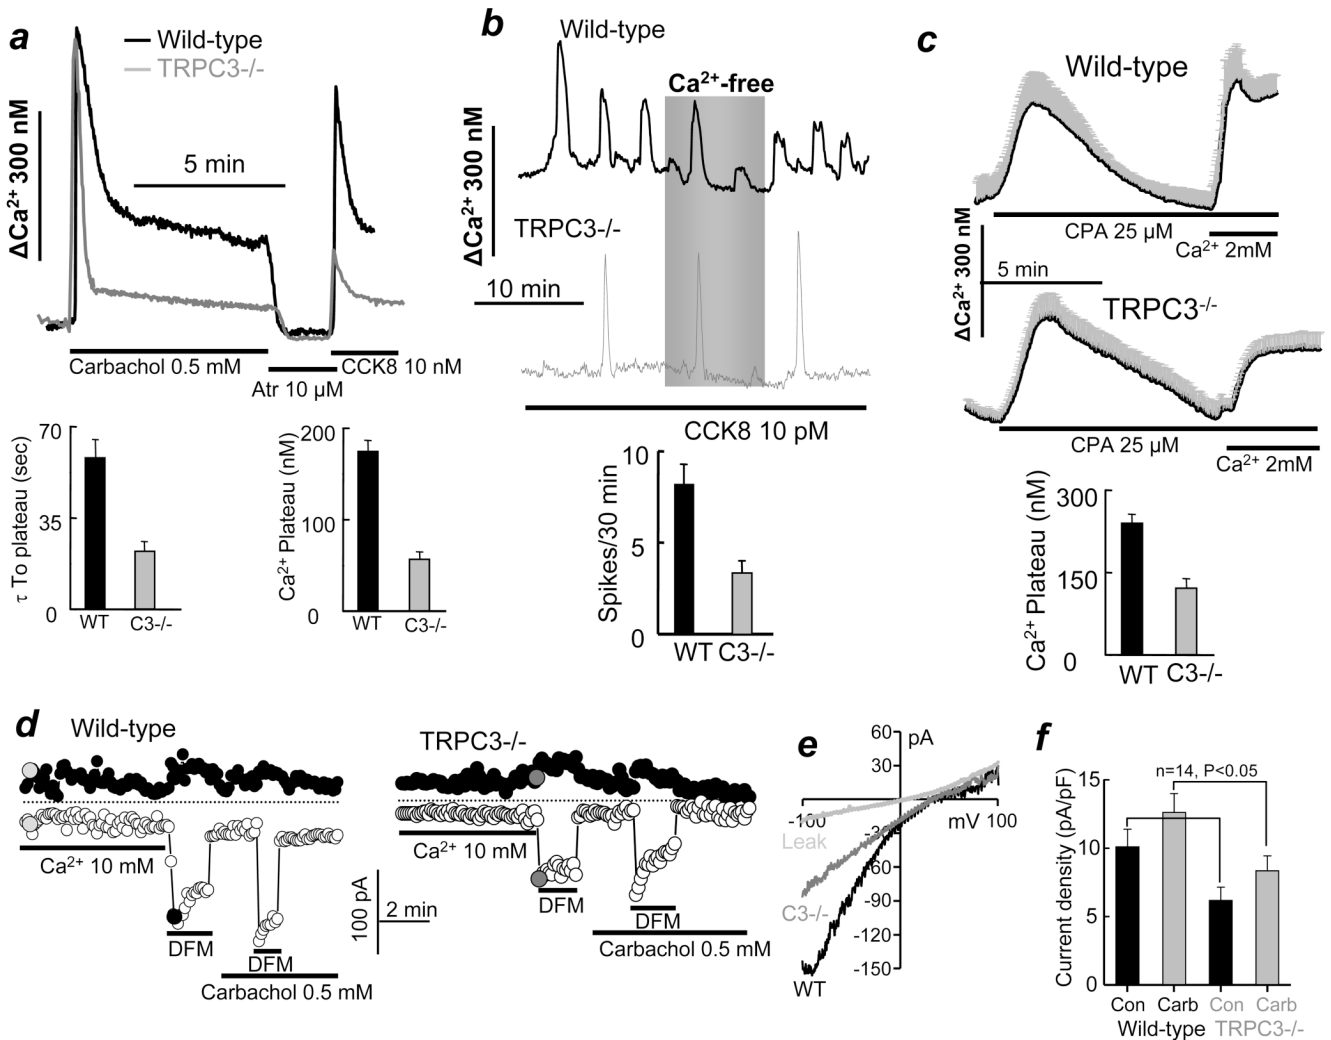 a
Wild-type
TRPC3-/-
ΔCa²⁺ 300 nM
5 min
Carbachol 0.5 mM
Atr 10 µM
CCK8 10 nM
τ To plateau (sec)
70
35
0
WT
C3-/-
Ca²⁺ Plateau (nM)
200
100
0
WT
C3-/-
b
Wild-type
Ca²⁺-free
ΔCa²⁺ 300 nM
TRPC3-/-
10 min
CCK8 10 pM
Spikes/30 min
10
5
0
WT C3-/-
c
Wild-type
CPA 25 µM
Ca²⁺ 2mM
ΔCa²⁺ 300 nM
5 min
TRPC3-/-
CPA 25 µM
Ca²⁺ 2mM
Ca²⁺ Plateau (nM)
300
150
0
WT C3-/-
d
Wild-type
Ca²⁺ 10 mM
DFM
DFM
Carbachol 0.5 mM
TRPC3-/-
Ca²⁺ 10 mM
100 pA
2 min
DFM
DFM
Carbachol 0.5 mM
e
60
pA
30
-100
mV 100
Leak
-3
-60
-90
-120
-150
C3-/-
WT
f
n=14, P<0.05
Current density (pA/pF)
15
10
5
0
Con Carb Con Carb
Wild-type TRPC3-/-